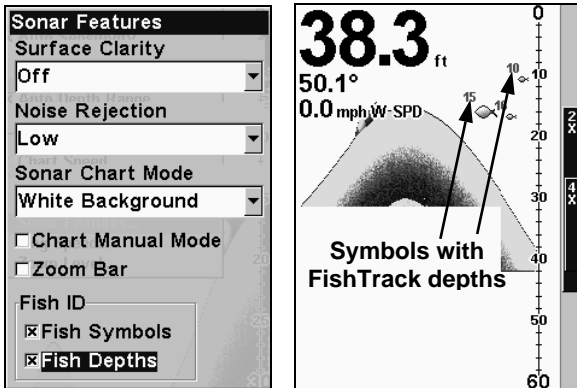 Sonar Features
Surface Clarity
Off
Noise Rejection
Low
Chart Speed
Sonar Chart Mode
White Background
Chart Manual Mode
Zoom Bar
Fish ID
Fish Symbols
Fish Depths
38.3 ft
50.1°
0.0 mph W-SPD
0
10
20
30
40
50
60
15
10
10
2X
4X
Symbols with
FishTrack depths